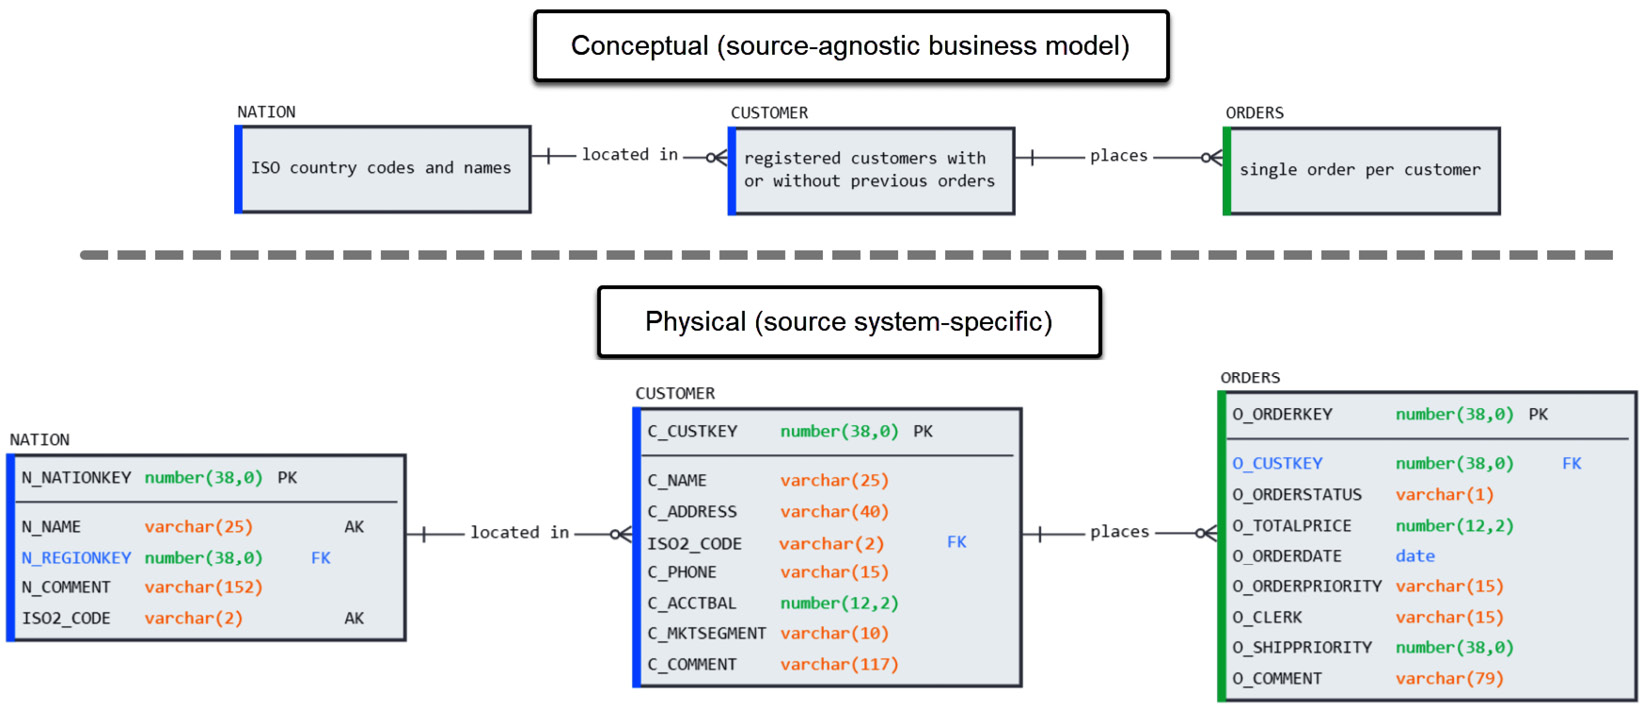 Conceptual (source-agnostic business model)
NATION
ISO country codes and names
located in
CUSTOMER
registered customers with
or without previous orders
places
ORDERS
single order per customer
Physical (source system-specific)
NATION
N_NATIONKEY number(38,0) PK
N_NAME varchar(25) AK
N_REGIONKEY number(38,0) FK
N_COMMENT varchar(152)
ISO2_CODE varchar(2) AK
located in
CUSTOMER
C_CUSTKEY number(38,0) PK
C_NAME varchar(25)
C_ADDRESS varchar(40)
ISO2_CODE varchar(2) FK
C_PHONE varchar(15)
C_ACCTBAL number(12,2)
C_MKTSEGMENT varchar(10)
C_COMMENT varchar(117)
places
ORDERS
O_ORDERKEY number(38,0) PK
O_CUSTKEY number(38,0) FK
O_ORDERSTATUS varchar(1)
O_TOTALPRICE number(12,2)
O_ORDERDATE date
O_ORDERPRIORITY varchar(15)
O_CLERK varchar(15)
O_SHIPPRIORITY number(38,0)
O_COMMENT varchar(79)